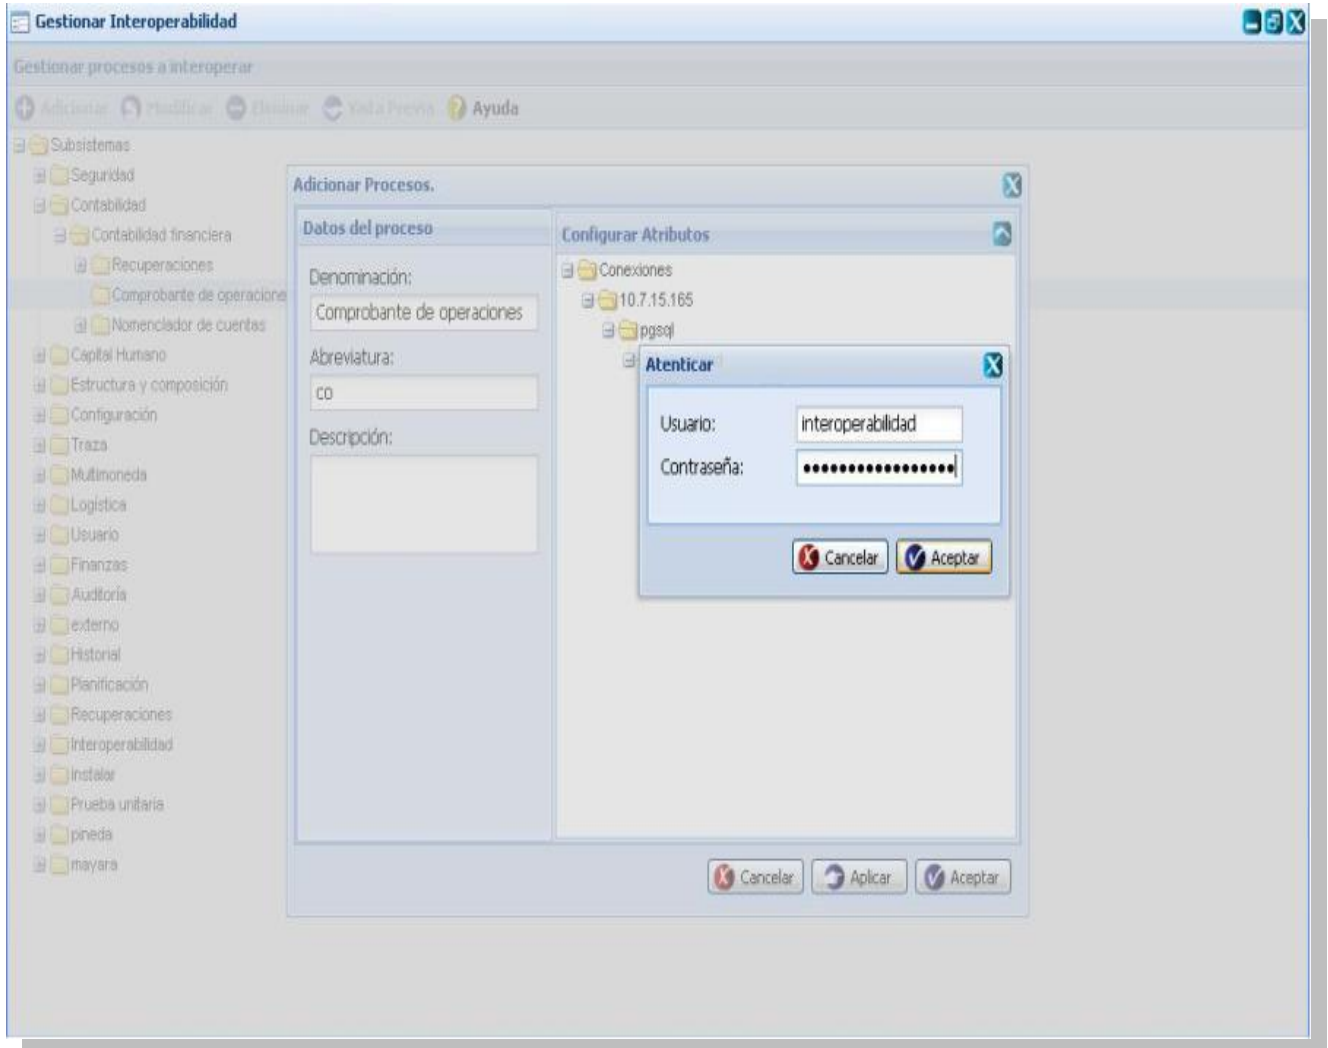 Gestionar Interoperabilidad
Gestionar procesos a interoperar
Adicionar Modificar Eliminar Vista Previa Ayuda
Subsistemas
Seguridad
Contabilidad
Contabilidad financiera
Recuperaciones
Comprobante de operacione
Nomenclador de cuentas
Capital Humano
Estructura y composición
Configuración
Traza
Multimoneda
Logística
Usuario
Finanzas
Auditoría
externo
Historial
Planificación
Recuperaciones
Interoperabilidad
Instalar
Prueba unitaria
pineda
mayara
Adicionar Procesos.
Datos del proceso
Denominación:
Comprobante de operaciones
Abreviatura:
co
Descripción:
Configurar Atributos
Conexiones
10.7.15.165
pgsql
Atenticar
Usuario: interoperabilidad
Contraseña: •••••••••••••••••
Cancelar Aceptar
Cancelar Aplicar Aceptar